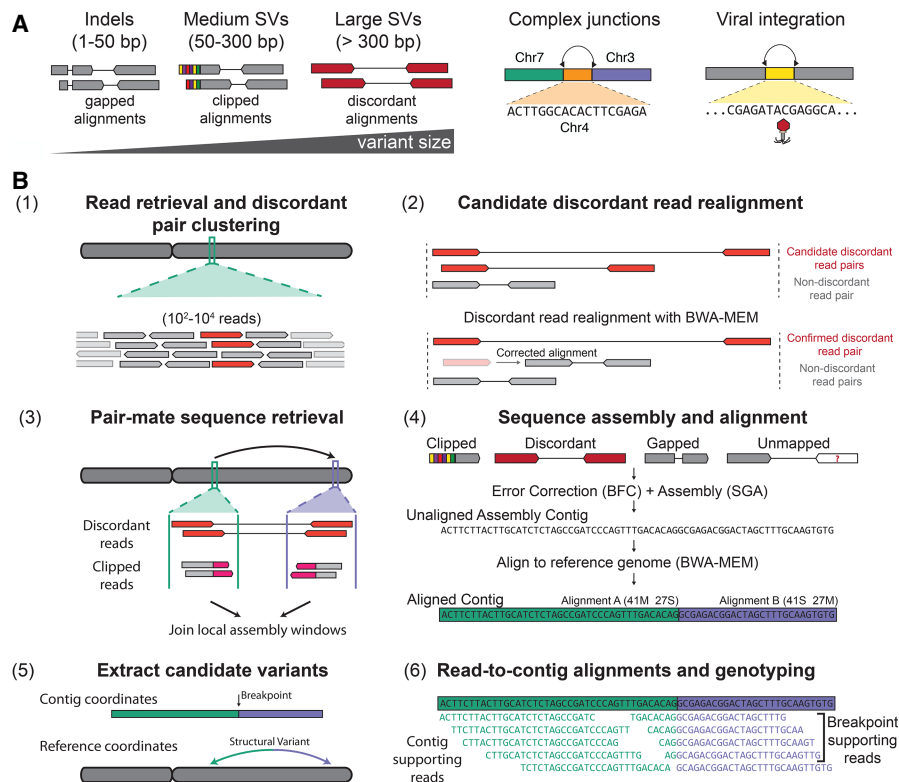 A
Indels
(1-50 bp)
gapped
alignments
Medium SVs
(50-300 bp)
clipped
alignments
Large SVs
(> 300 bp)
discordant
alignments
variant size
Complex junctions
Chr7
Chr3
ACTTGGCACACTTCGAGA
Chr4
Viral integration
...CGAGATACGAGGCA...
B
(1)
Read retrieval and discordant
pair clustering
(10²-10⁴ reads)
(2)
Candidate discordant read realignment
Candidate discordant
read pairs
Non-discordant
read pair
Discordant read realignment with BWA-MEM
Confirmed discordant
read pair
Corrected alignment
Non-discordant
read pairs
(3)
Pair-mate sequence retrieval
Discordant
reads
Clipped
reads
Join local assembly windows
(4)
Sequence assembly and alignment
Clipped
Discordant
Gapped
Unmapped
?
Error Correction (BFC) + Assembly (SGA)
Unaligned Assembly Contig
ACTTCTTACTTGCATCTCTAGCCGATCCCAGTTTGACACAGGCGAGACGGACTAGCTTTGCAAGTGTG
Align to reference genome (BWA-MEM)
Aligned Contig
Alignment A (41M 27S)
Alignment B (41S 27M)
ACTTCTTACTTGCATCTCTAGCCGATCCCAGTTTGACACAGGCGAGACGGACTAGCTTTGCAAGTGTG
(5)
Extract candidate variants
Contig coordinates
Breakpoint
Reference coordinates
Structural Variant
(6)
Read-to-contig alignments and genotyping
ACTTCTTACTTGCATCTCTAGCCGATCCCAGTTTGACACAGGCGAGACGGACTAGCTTTGCAAGTGTG
ACTTCTTACTTGCATCTCTAGCCGATC TGACACAGGCGAGACGGACTAGCTTTG
TTCTTACTTGCATCTCTAGCCGATCCCAGTT CACAGGCGAGACGGACTAGCTTTGCAA
CTTACTTGCATCTCTAGCCGATCCCAG CAGGCGAGACGGACTAGCTTTGCAAGT
CTTGCATCTCTAGCCGATCCCAGTTTG AGGCGAGACGGACTAGCTTTGCAAGTTG
TCTCTAGCCGATCCCAGTTTGACACA GCAGACGGACTAGCTTTGCAAGTTGTG
Contig
supporting
reads
Breakpoint
supporting
reads